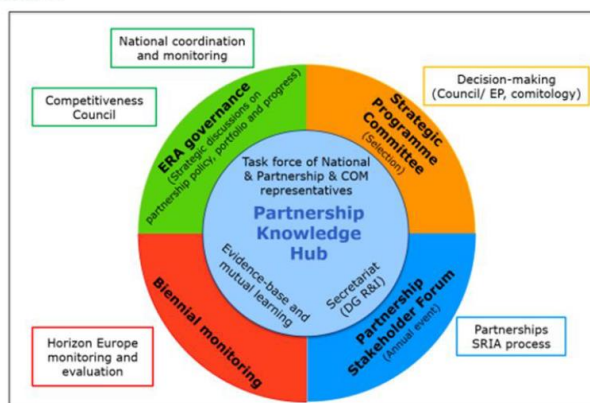 National coordination
and monitoring
Competitiveness
Council
ERA governance
(Strategic discussions on
partnership policy, portfolio and progress)
Strategic
Programme
Committee
(Selection)
Decision-making
(Council/ EP, comitology)
Task force of National
& Partnership & COM
representatives
Partnership
Knowledge
Hub
Evidence-base and
mutual learning
Secretariat
(DG R&I)
Biennial monitoring
Partnership
Stakeholder Forum
(Annual event)
Horizon Europe
monitoring and
evaluation
Partnerships
SRIA process